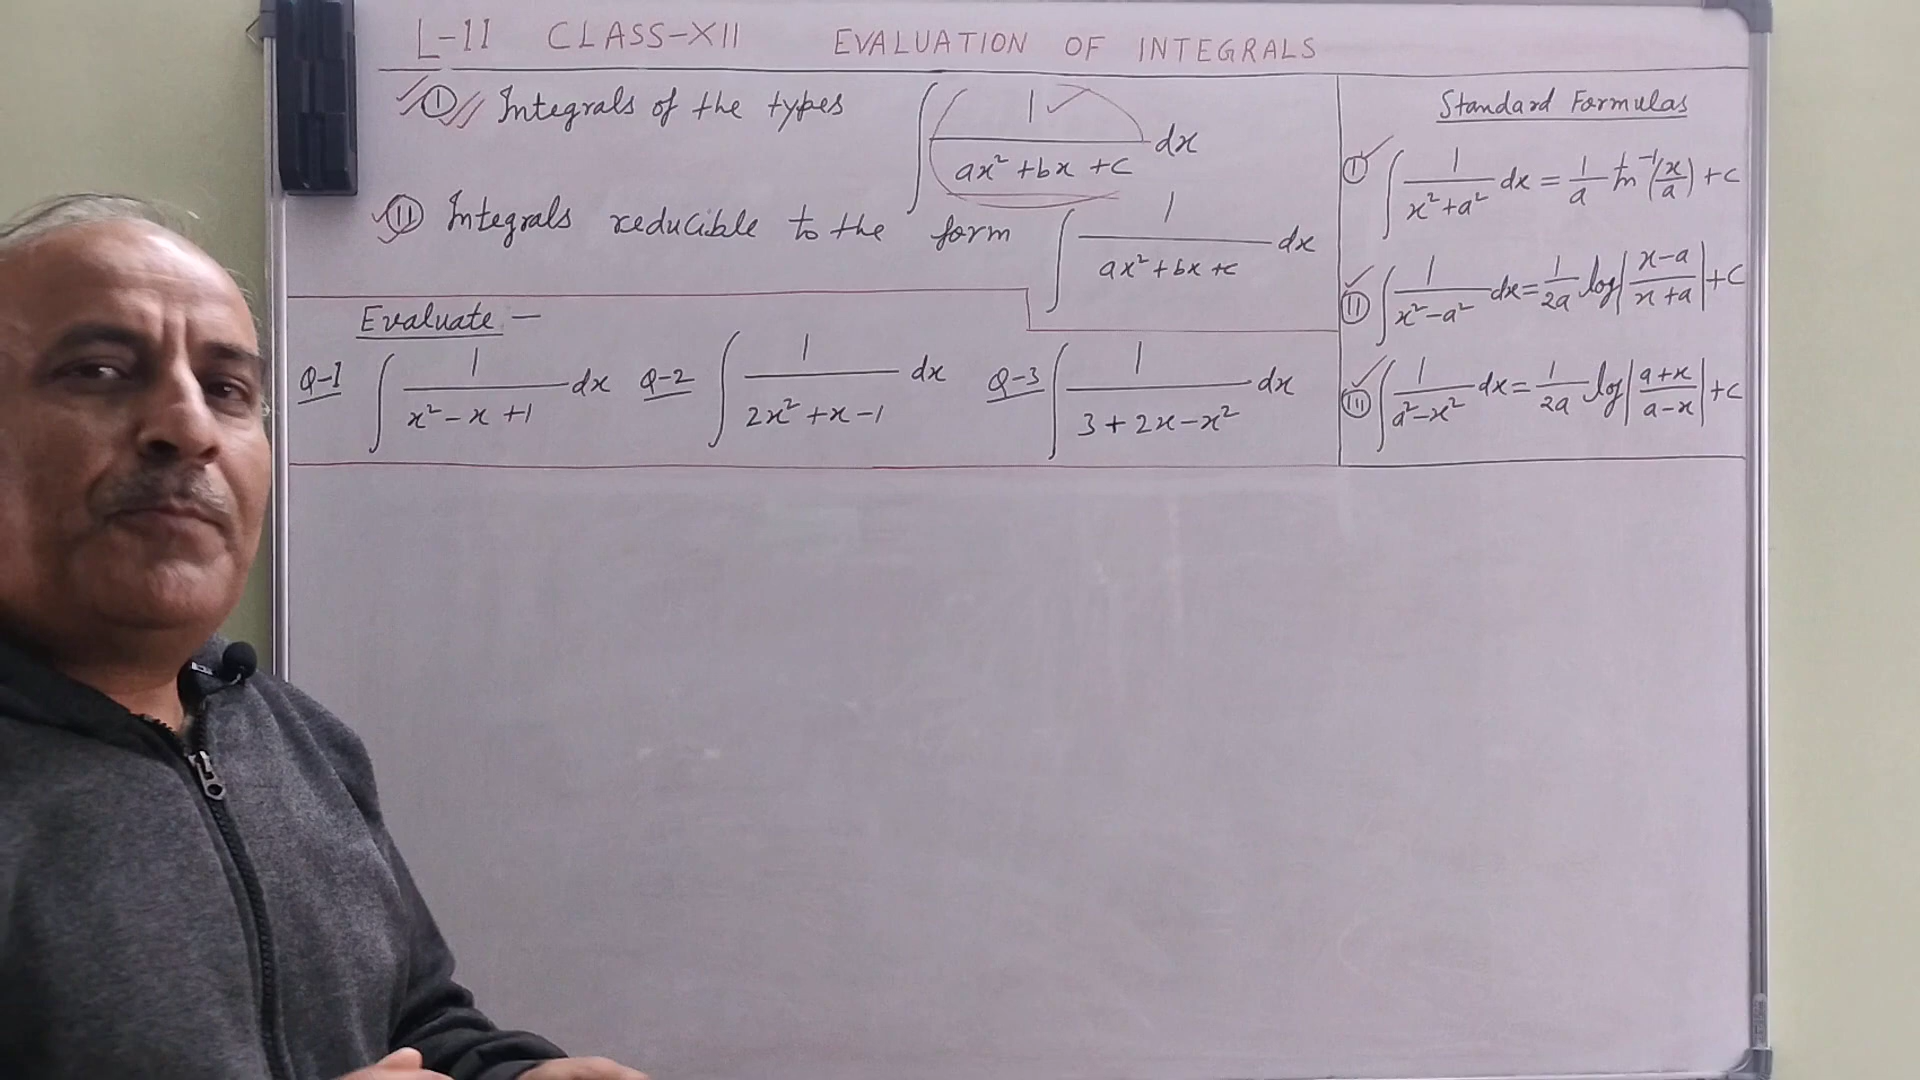 L-11 CLASS-XII EVALUATION OF INTEGRALS
✓(I) Integrals of the types ∫ 1/(ax²+bx+c) dx
✓(II) Integrals reducible to the form ∫ 1/(ax²+bx+c) dx
Evaluate –
Q-1 ∫ 1/(x²-x+1) dx Q-2 ∫ 1/(2x²+x-1) dx Q-3 ∫ 1/(3+2x-x²) dx
Standard Formulas
(I) ∫ 1/(x²+a²) dx = 1/a tan⁻¹(x/a) +c
(II) ∫ 1/(x²-a²) dx = 1/2a log|(x-a)/(x+a)| +c
(III) ∫ 1/(a²-x²) dx = 1/2a log|(a+x)/(a-x)| +c